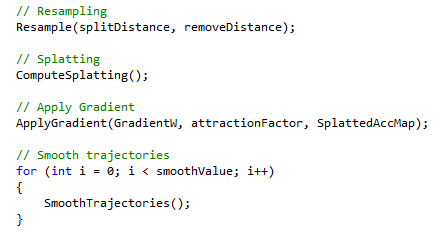 // Resampling
Resample(splitDistance, removeDistance);
// Splatting
ComputeSplatting();
// Apply Gradient
ApplyGradient(GradientW, attractionFactor, SplattedAccMap);
// Smooth trajectories
for (int i = 0; i < smoothValue; i++)
{
    SmoothTrajectories();
}